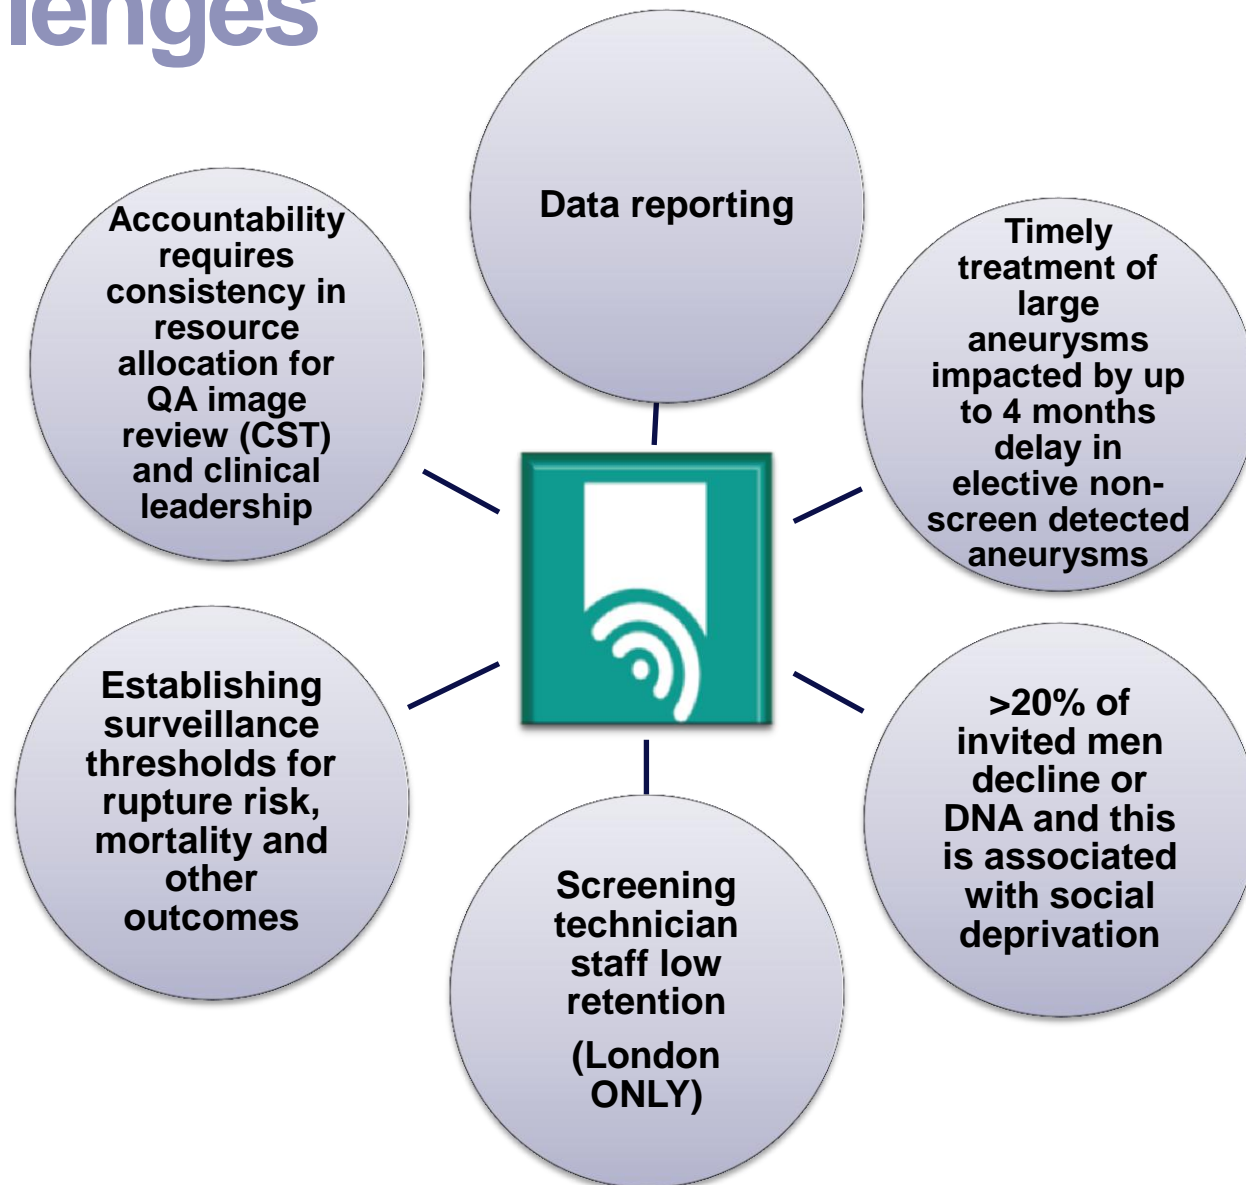 lenges
Data reporting
Accountability
requires
consistency in
resource
allocation for
QA image
review (CST)
and clinical
leadership
Timely
treatment of
large
aneurysms
impacted by up
to 4 months
delay in
elective non-
screen detected
aneurysms
Establishing
surveillance
thresholds for
rupture risk,
mortality and
other
outcomes
>20% of
invited men
decline or
DNA and this
is associated
with social
deprivation
Screening
technician
staff low
retention
(London
ONLY)